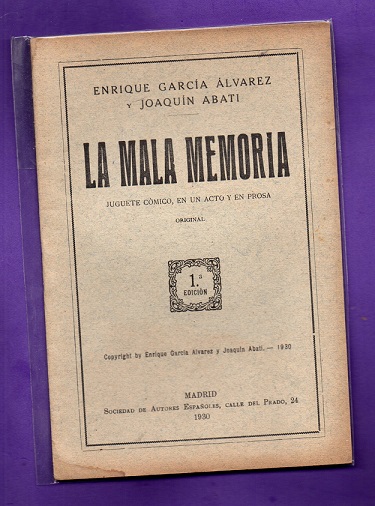 ENRIQUE GARCÍA ÁLVAREZ
Y JOAQUÍN ABATI
LA MALA MEMORIA
JUGUETE CÓMICO, EN UN ACTO Y EN PROSA
ORIGINAL
1.ª
EDICIÓN
Copyright by Enrique García Alvarez y Joaquín Abati.— 1930
MADRID
SOCIEDAD DE AUTORES ESPAÑOLES, CALLE DEL PRADO, 24
1930